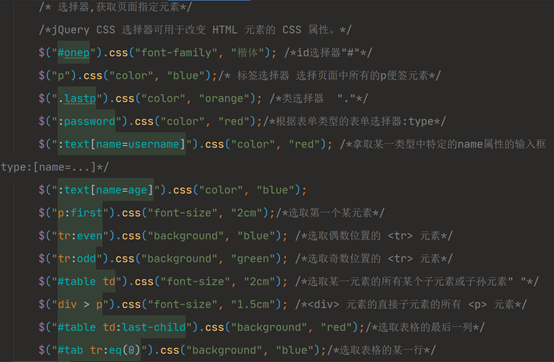 /* 选择器,获取页面指定元素*/
/*jQuery CSS 选择器可用于改变 HTML 元素的 CSS 属性。*/
$("#onep").css("font-family", "楷体"); /*id选择器"#"*/
$("p").css("color", "blue");/* 标签选择器 选择页面中所有的p便签元素*/
$(".lastp").css("color", "orange"); /*类选择器  "."*/
$(":password").css("color", "red");/*根据表单类型的表单选择器:type*/
$(":text[name=username]").css("color", "red"); /*拿取某一类型中特定的name属性的输入框
type:[name=...]*/
$(":text[name=age]").css("color", "blue");
$("p:first").css("font-size", "2cm");/*选取第一个某元素*/
$("tr:even").css("background", "blue"); /*选取偶数位置的 <tr> 元素*/
$("tr:odd").css("background", "green"); /*选取奇数位置的 <tr> 元素*/
$("#table td").css("font-size", "2cm"); /*选取某一元素的所有某个子元素或子孙元素" "*/
$("div > p").css("font-size", "1.5cm"); /*<div> 元素的直接子元素的所有 <p> 元素*/
$("#table td:last-child").css("background", "red");/*选取表格的最后一列*/
$("#tab tr:eq(0)").css("background", "blue");/*选取表格的某一行*/